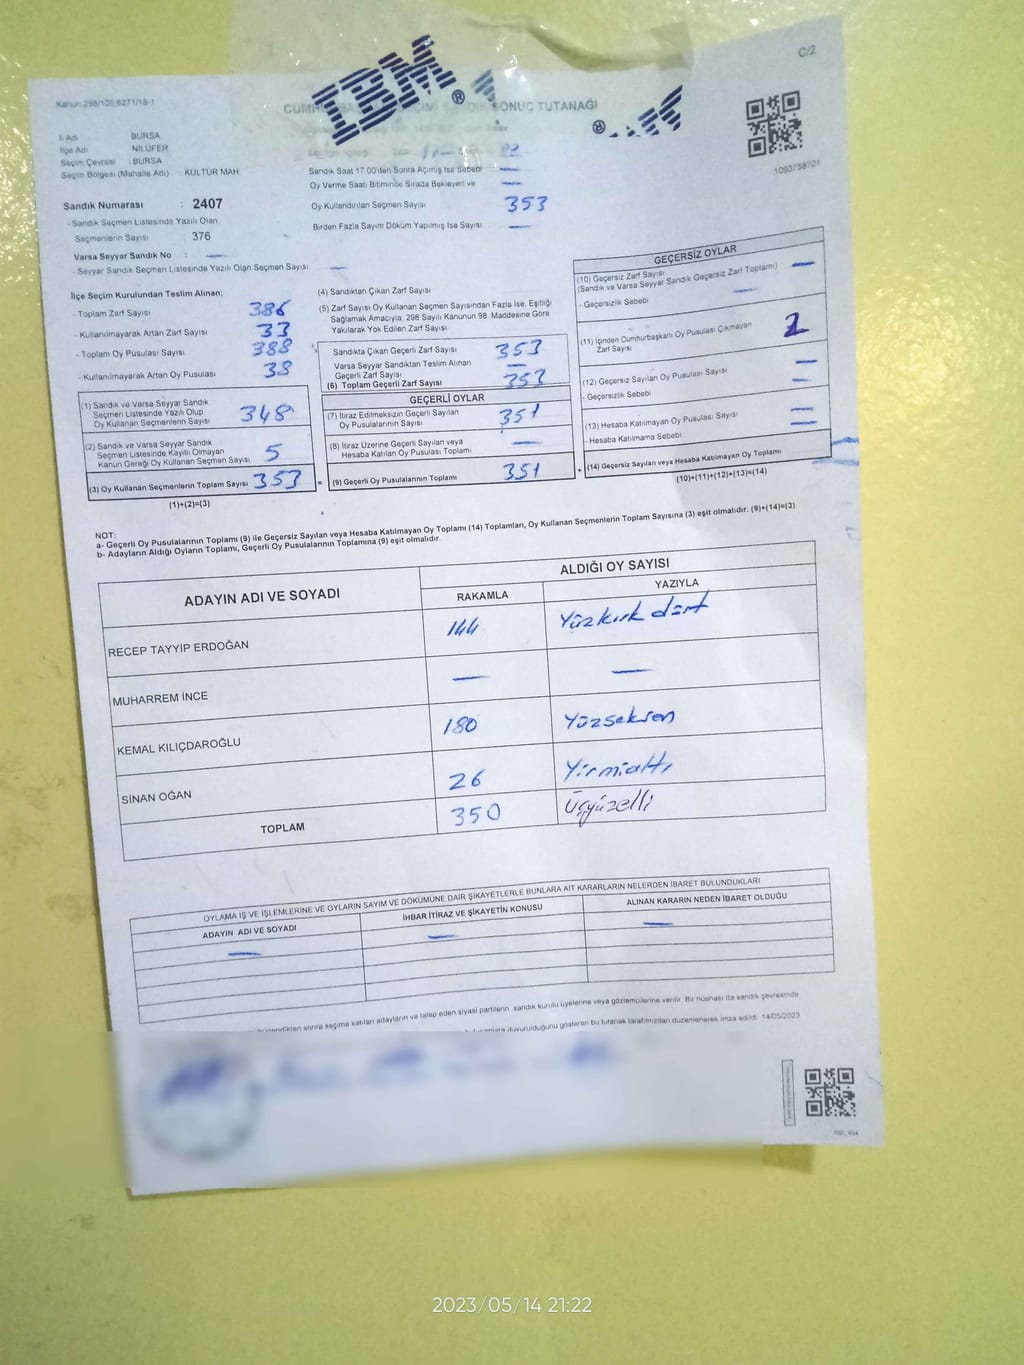 C/2
Kanun 298/105,6271/18-1
IBM®
®
SONUÇ TUTANAĞI
1093758701
İl Adı BURSA
İlçe Adı NİLÜFER
Seçim Çevresi : BURSA
Seçim Bölgesi (Mahalle Adı) KÜLTÜR MAH.
Sandık Numarası : 2407
- Sandık Seçmen Listesinde Yazılı Olan
Seçmenlerin Sayısı 376
Varsa Seyyar Sandık No : —
- Seyyar Sandık Seçmen Listesinde Yazılı Olan Seçmen Sayısı —
Sandık Saat 17.00'den Sonra Açılmış İse Sebebi —
Oy Verme Saati Bitiminde Sırada Bekleyen ve —
Oy Kullandırılan Seçmen Sayısı 353
Birden Fazla Sayım Döküm Yapılmış İse Sayısı —
İlçe Seçim Kurulundan Teslim Alınan:
- Toplam Zarf Sayısı 386
- Kullanılmayarak Artan Zarf Sayısı 33
- Toplam Oy Pusulası Sayısı 388
- Kullanılmayarak Artan Oy Pusulası 38
(1) Sandık ve Varsa Seyyar Sandık
Seçmen Listesinde Yazılı Olup
Oy Kullanan Seçmenlerin Sayısı 348
(2) Sandık ve Varsa Seyyar Sandık
Seçmen Listesinde Kayıtlı Olmayan
Kanun Gereği Oy Kullanan Seçmen Sayısı 5
(3) Oy Kullanan Seçmenlerin Toplam Sayısı 353 =
(1)+(2)=(3)
(4) Sandıktan Çıkan Zarf Sayısı
(5) Zarf Sayısı Oy Kullanan Seçmen Sayısından Fazla İse, Eşitliği
Sağlamak Amacıyla, 298 Sayılı Kanunun 98. Maddesine Göre
Yakılarak Yok Edilen Zarf Sayısı
Sandıkta Çıkan Geçerli Zarf Sayısı 353
Varsa Seyyar Sandıktan Teslim Alınan
Geçerli Zarf Sayısı —
(6) Toplam Geçerli Zarf Sayısı 353
GEÇERLİ OYLAR
(7) İtiraz Edilmeksizin Geçerli Sayılan
Oy Pusulalarının Sayısı 351
(8) İtiraz Üzerine Geçerli Sayılan veya
Hesaba Katılan Oy Pusulası Toplamı —
(9) Geçerli Oy Pusulalarının Toplamı 351 +
GEÇERSİZ OYLAR
(10) Geçersiz Zarf Sayısı
(Sandık ve Varsa Seyyar Sandık Geçersiz Zarf Toplamı) —
- Geçersizlik Sebebi —
(11) İçinden Cumhurbaşkanı Oy Pusulası Çıkmayan
Zarf Sayısı
(12) Geçersiz Sayılan Oy Pusulası Sayısı —
- Geçersizlik Sebebi —
(13) Hesaba Katılmayan Oy Pusulası Sayısı —
- Hesaba Katılmama Sebebi —
(14) Geçersiz Sayılan veya Hesaba Katılmayan Oy Toplamı
(10)+(11)+(12)+(13)=(14)
NOT:
a- Geçerli Oy Pusulalarının Toplamı (9) ile Geçersiz Sayılan veya Hesaba Katılmayan Oy Toplamı (14) Toplamları, Oy Kullanan Seçmenlerin Toplam Sayısına (3) eşit olmalıdır. (9)+(14)=(3)
b- Adayların Aldığı Oyların Toplamı, Geçerli Oy Pusulalarının Toplamına (9) eşit olmalıdır.
ADAYIN ADI VE SOYADI
ALDIĞI OY SAYISI
RAKAMLA YAZIYLA
RECEP TAYYİP ERDOĞAN 144 Yüzkırk dört
MUHARREM İNCE — —
KEMAL KILIÇDAROĞLU 180 Yüzseksen
SİNAN OĞAN 26 Yirmialtı
TOPLAM 350 Üçyüzelli
OYLAMA İŞ VE İŞLEMLERİNE VE OYLARIN SAYIM VE DÖKÜMÜNE DAİR ŞİKAYETLERLE BUNLARA AİT KARARLARIN NELERDEN İBARET BULUNDUKLARI
ADAYIN ADI VE SOYADI İHBAR İTİRAZ VE ŞİKAYETİN KONUSU ALINAN KARARIN NEDEN İBARET OLDUĞU
— — —
sonra seçime katılan adayların ve talep eden siyasi partilerin sandık kurulu üyelerine veya gözlemcilerine verilir. Bir nüshası da sandık çevresinde
duyurulduğunu gösteren bu tutanak tarafımızdan düzenlenerek imza edildi. 14/05/2023
2023/05/14 21:22